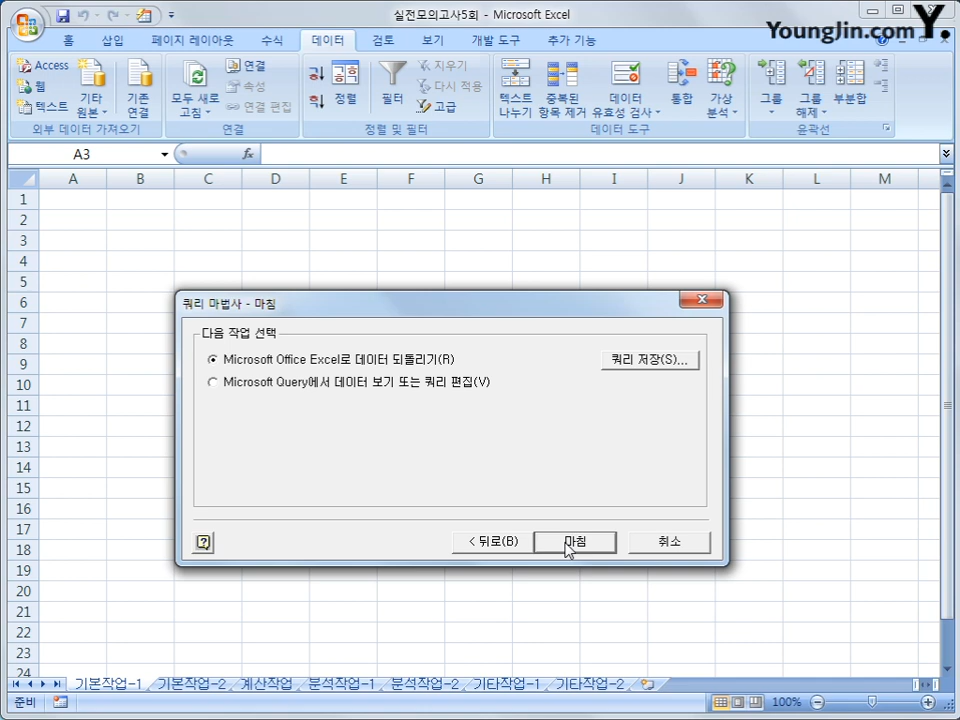 실전모의고사5회 - Microsoft Excel
YoungJin.com Y.
홈 삽입 페이지 레이아웃 수식 데이터 검토 보기 개발 도구 추가 기능
Access
웹
텍스트
기타 원본
기존 연결
외부 데이터 가져오기
모두 새로 고침
연결
속성
연결 편집
연결
정렬
필터
지우기
다시 적용
고급
정렬 및 필터
텍스트 나누기
중복된 항목 제거
데이터 유효성 검사
통합
가상 분석
데이터 도구
그룹
그룹 해제
부분합
윤곽선
A3 fx
A B C D E F G H I J K L M
1
2
3
4
5
6
7
8
9
10
11
12
13
14
15
16
17
18
19
20
21
22
23
24
쿼리 마법사 - 마침
다음 작업 선택
Microsoft Office Excel로 데이터 되돌리기(R) 쿼리 저장(S)...
Microsoft Query에서 데이터 보기 또는 쿼리 편집(V)
< 뒤로(B) 마침 취소
기본작업-1 기본작업-2 계산작업 분석작업-1 분석작업-2 기타작업-1 기타작업-2
준비 100%